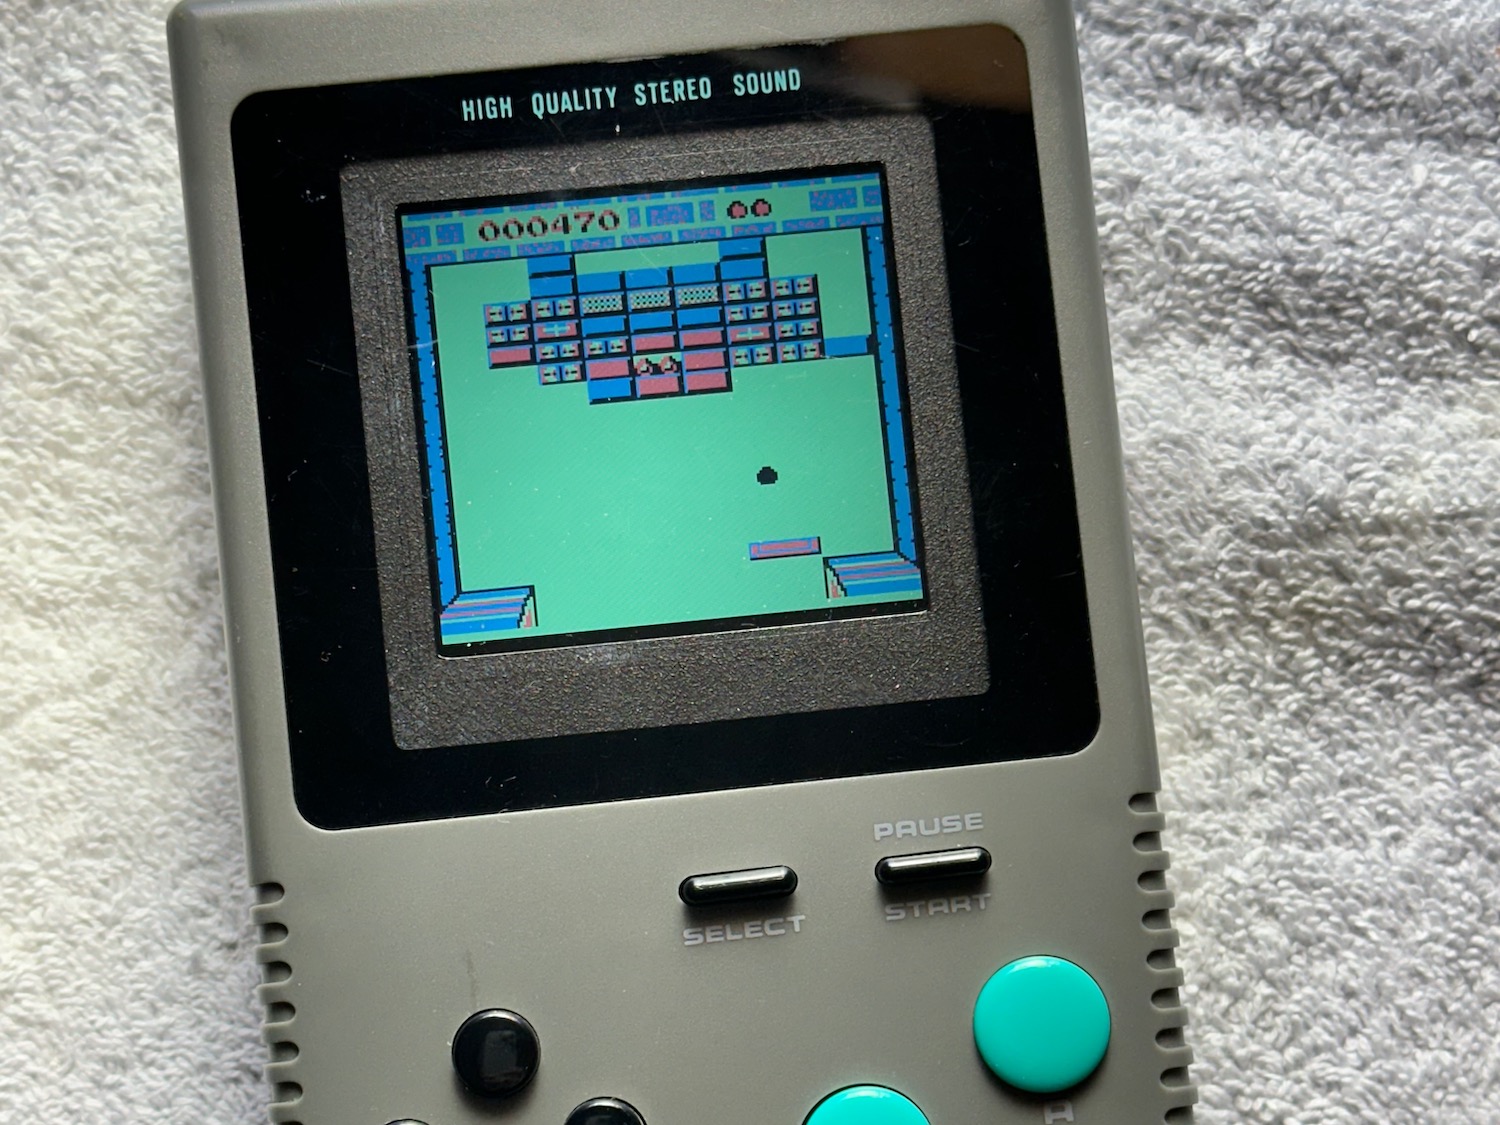 HIGH QUALITY STEREO SOUND
000470
PAUSE
SELECT
START
A